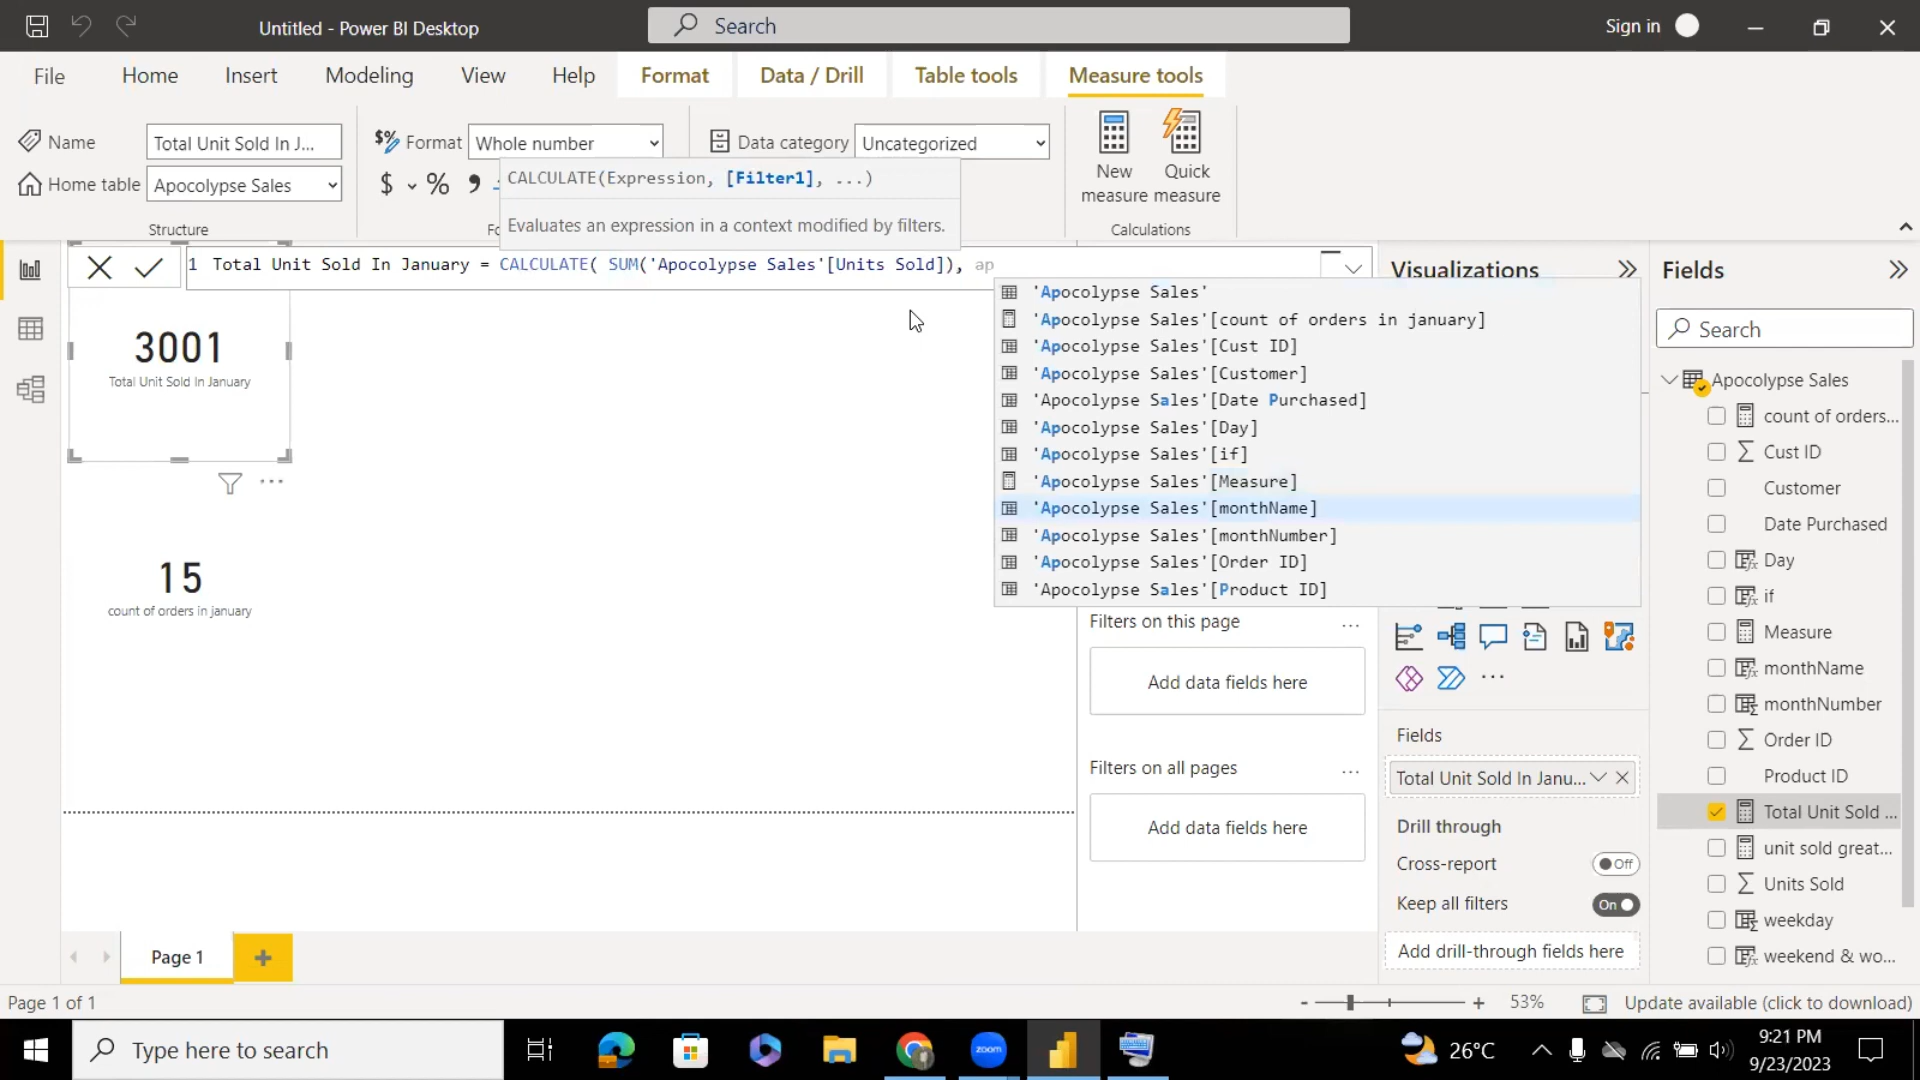 Untitled - Power BI Desktop
Search
Sign in
File
Home
Insert
Modeling
View
Help
Format
Data / Drill
Table tools
Measure tools
Name
Total Unit Sold In J...
Format
Whole number
Data category
Uncategorized
New
measure
Quick
measure
Home table
Apocolypse Sales
$
%
CALCULATE(Expression, [Filter1], ...)
Evaluates an expression in a context modified by filters.
Structure
Calculations
1 Total Unit Sold In January = CALCULATE( SUM('Apocolypse Sales'[Units Sold]), ap
'Apocolypse Sales'
'Apocolypse Sales'[count of orders in january]
'Apocolypse Sales'[Cust ID]
'Apocolypse Sales'[Customer]
'Apocolypse Sales'[Date Purchased]
'Apocolypse Sales'[Day]
'Apocolypse Sales'[if]
'Apocolypse Sales'[Measure]
'Apocolypse Sales'[monthName]
'Apocolypse Sales'[monthNumber]
'Apocolypse Sales'[Order ID]
'Apocolypse Sales'[Product ID]
3001
Total Unit Sold In January
15
count of orders in january
Filters on this page
...
Add data fields here
Filters on all pages
...
Add data fields here
Visualizations
...
Fields
Total Unit Sold In Janu...
Drill through
Cross-report
Off
Keep all filters
On
Add drill-through fields here
Fields
Search
Apocolypse Sales
count of orders...
Cust ID
Customer
Date Purchased
Day
if
Measure
monthName
monthNumber
Order ID
Product ID
Total Unit Sold ...
unit sold great...
Units Sold
weekday
weekend & wo...
Page 1
+
Page 1 of 1
- +
53%
Update available (click to download)
Type here to search
zoom
26°C
9:21 PM
9/23/2023